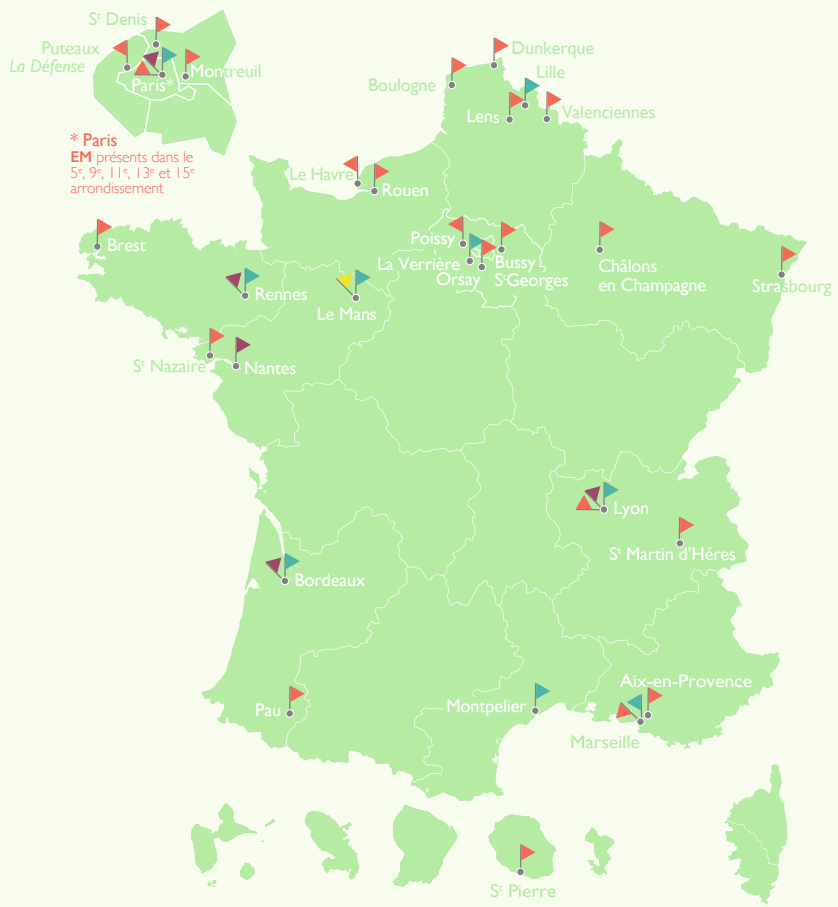 Sᵗ Denis
Puteaux
La Défense
Montreuil
Paris*
* Paris
EM présents dans le
5ᵉ, 9ᵉ, 11ᵉ, 13ᵉ et 15ᵉ
arrondissement
Dunkerque
Lille
Boulogne
Lens
Valenciennes
Le Havre
Rouen
Brest
Poissy
La Verrière
Orsay
Bussy
Sᵗ Georges
Châlons
en Champagne
Strasbourg
Rennes
Le Mans
Sᵗ Nazaire
Nantes
Lyon
Sᵗ Martin d'Héres
Bordeaux
Pau
Montpelier
Aix-en-Provence
Marseille
Sᵗ Pierre